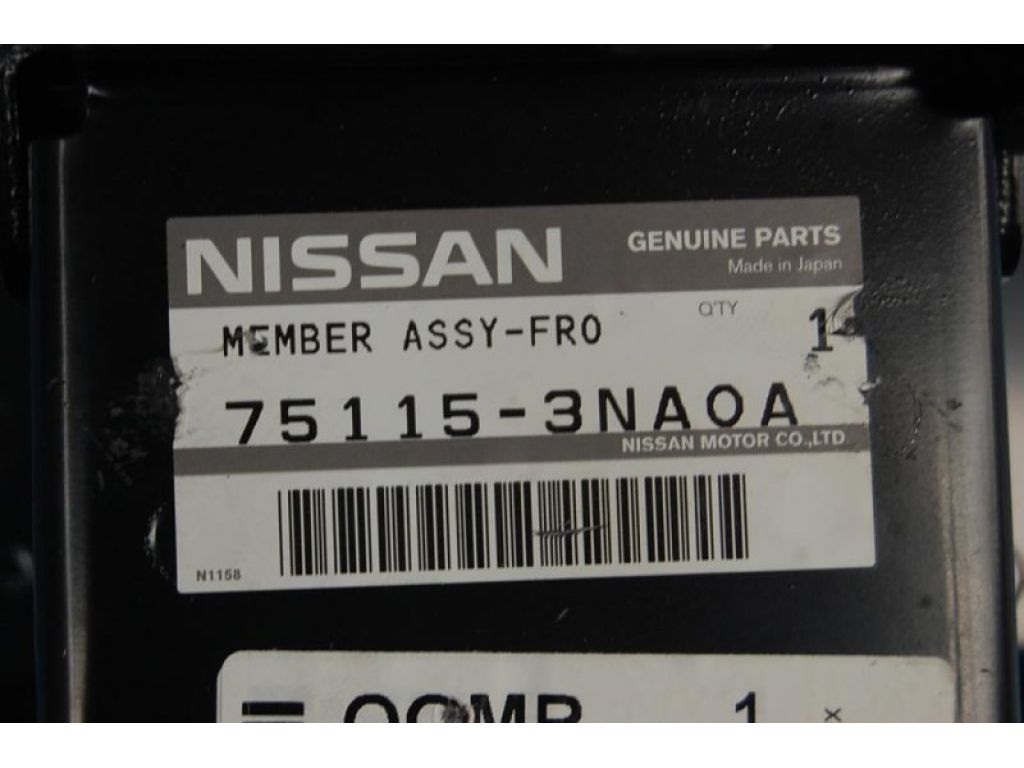 NISSAN
GENUINE PARTS
Made in Japan
MEMBER ASSY-FRO
Q'TY
1
75115-3NA0A
NISSAN MOTOR CO.,LTD.
N1158
1 ×